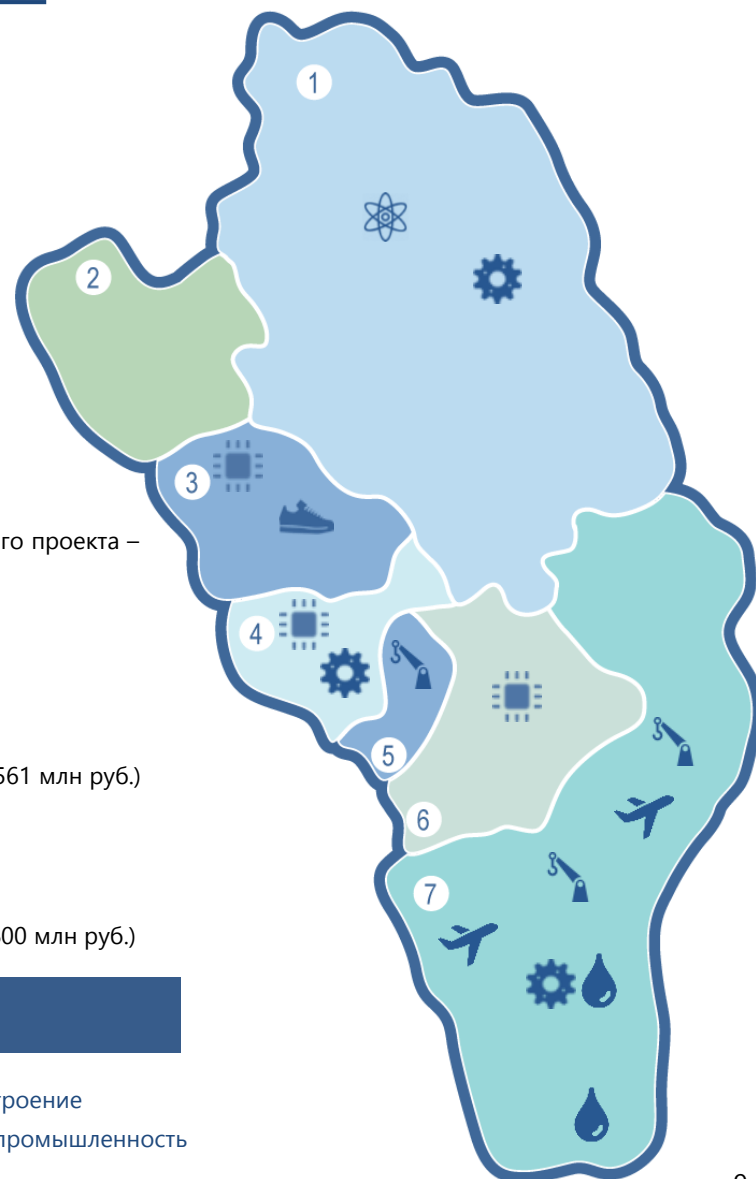 1
2
3
го проекта –
4
5
561 млн руб.)
6
7
00 млн руб.)
троение
промышленность